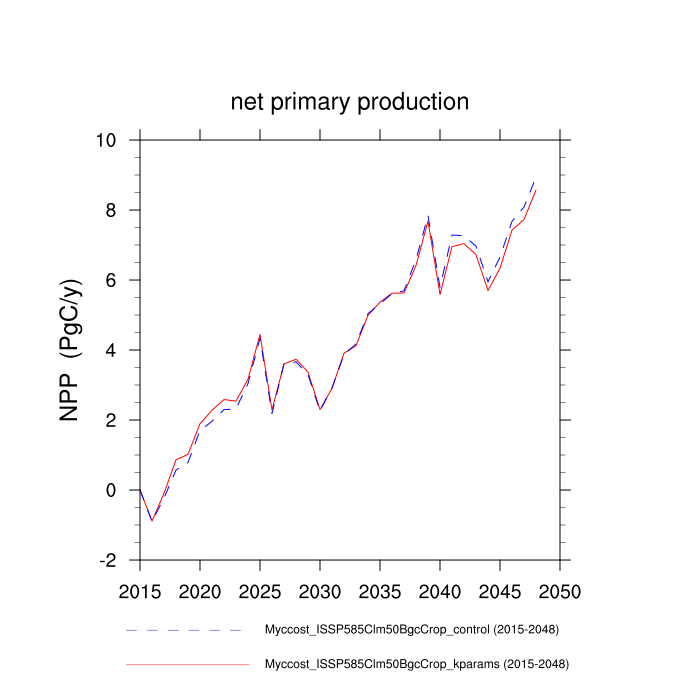 net primary production
NPP (PgC/y)
10
8
6
4
2
0
-2
2015 2020 2025 2030 2035 2040 2045 2050
Myccost_ISSP585Clm50BgcCrop_control (2015-2048)
Myccost_ISSP585Clm50BgcCrop_kparams (2015-2048)